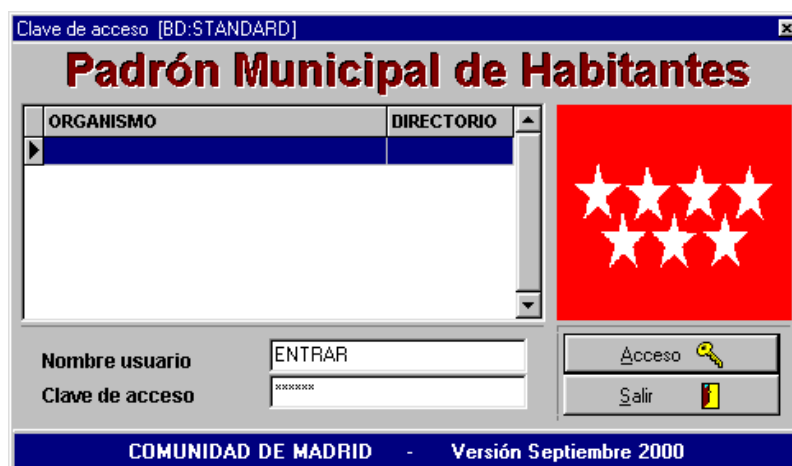 Clave de acceso [BD:STANDARD]
Padrón Municipal de Habitantes
ORGANISMO DIRECTORIO
Nombre usuario ENTRAR Acceso
Clave de acceso ****** Salir
COMUNIDAD DE MADRID - Versión Septiembre 2000